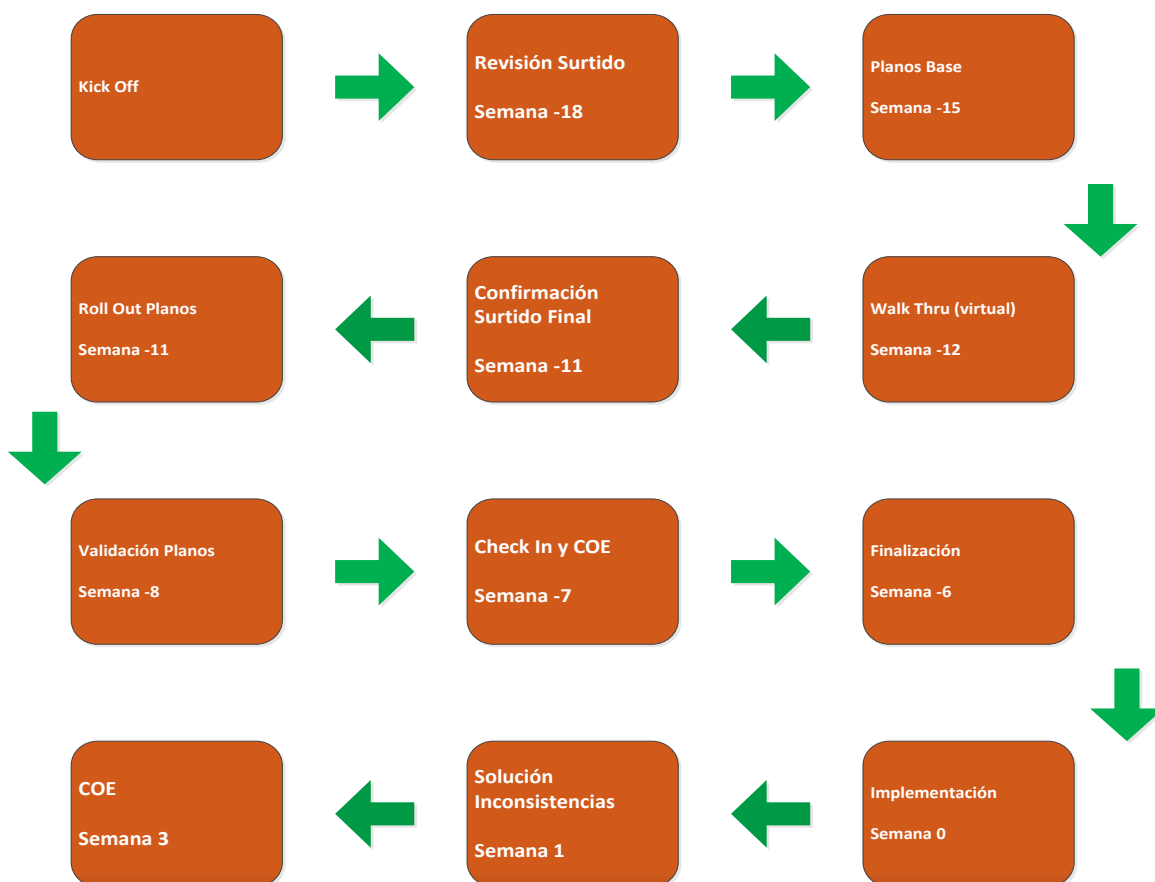 Kick Off
Revisión Surtido
Semana -18
Planos Base
Semana -15
Walk Thru (virtual)
Semana -12
Confirmación
Surtido Final
Semana -11
Roll Out Planos
Semana -11
Validación Planos
Semana -8
Check In y COE
Semana -7
Finalización
Semana -6
Implementación
Semana 0
Solución
Inconsistencias
Semana 1
COE
Semana 3